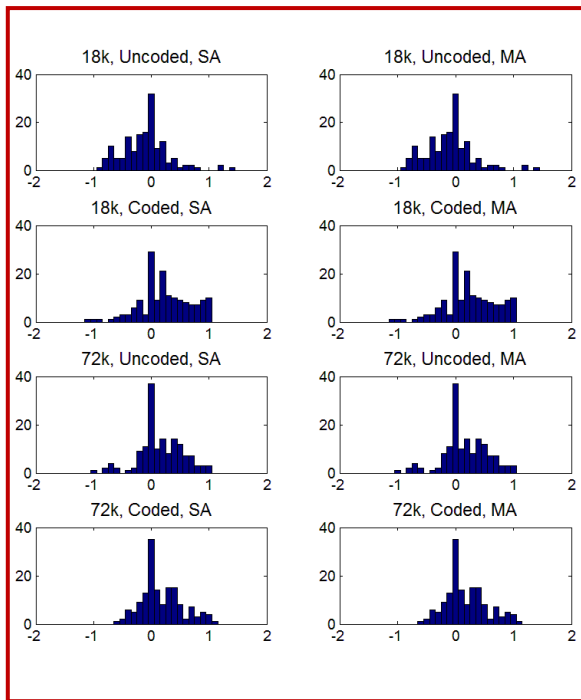 18k, Uncoded, SA
18k, Uncoded, MA
40
20
0
-2 -1 0 1 2
40
20
0
-2 -1 0 1 2
18k, Coded, SA
18k, Coded, MA
40
20
0
-2 -1 0 1 2
40
20
0
-2 -1 0 1 2
72k, Uncoded, SA
72k, Uncoded, MA
40
20
0
-2 -1 0 1 2
40
20
0
-2 -1 0 1 2
72k, Coded, SA
72k, Coded, MA
40
20
0
-2 -1 0 1 2
40
20
0
-2 -1 0 1 2